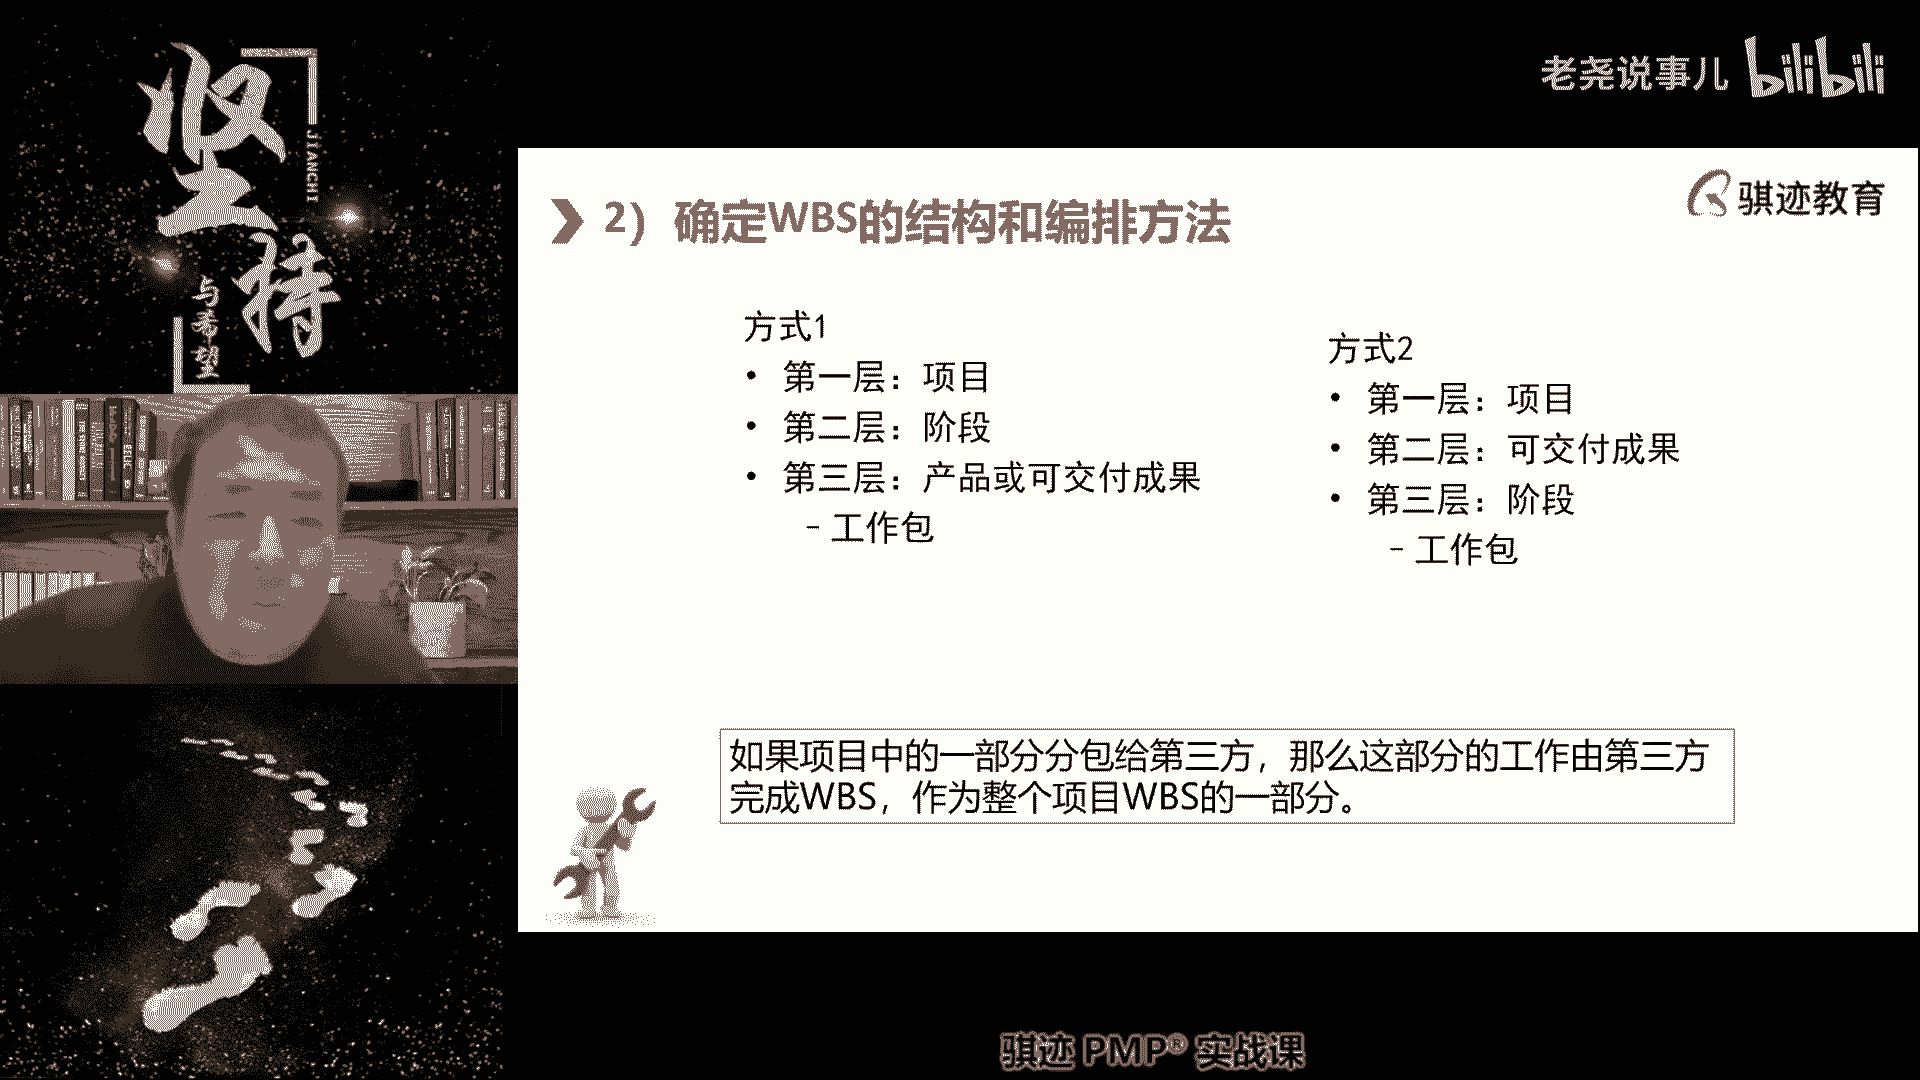 坚持
JIANCHI
与希望
老尧说事儿 bilibili
骐迹教育
2）确定WBS的结构和编排方法
方式1
• 第一层：项目
• 第二层：阶段
• 第三层：产品或可交付成果
– 工作包
方式2
• 第一层：项目
• 第二层：可交付成果
• 第三层：阶段
– 工作包
如果项目中的一部分分包给第三方，那么这部分的工作由第三方
完成WBS，作为整个项目WBS的一部分。
骐迹 PMP® 实战课